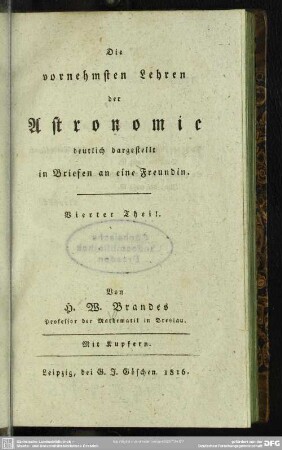 Die
vornehmsten Lehren
der
Astronomie
deutlich dargestellt
in Briefen an eine Freundin.
Vierter Theil.
Von
H. W. Brandes
Professor der Mathematik in Breslau.
Mit Kupfern.
Leipzig, bei G. J. Göschen. 1816.
DFG